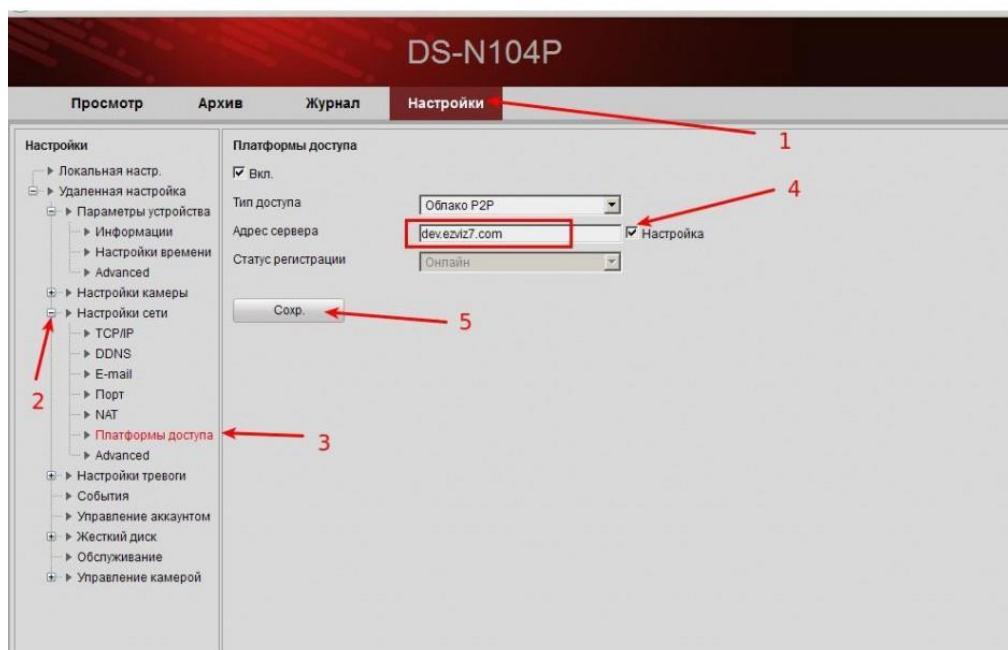 DS-N104P
Просмотр Архив Журнал Настройки
1
Настройки
Локальная настр.
Удаленная настройка
Параметры устройства
Информации
Настройки времени
Advanced
Настройки камеры
Настройки сети
TCP/IP
DDNS
E-mail
Порт
NAT
Платформы доступа
Advanced
Настройки тревоги
События
Управление аккаунтом
Жесткий диск
Обслуживание
Управление камерой
2
3
Платформы доступа
Вкл.
Тип доступа Облако P2P
Адрес сервера dev.ezviz7.com Настройка
4
Статус регистрации Онлайн
Сохр.
5